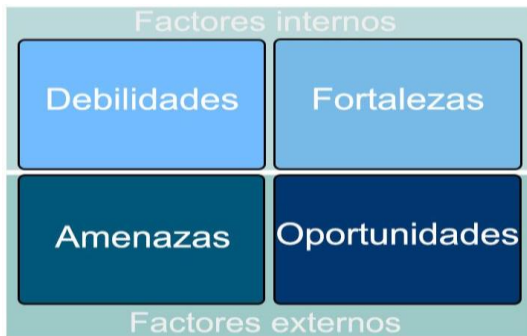 Factores internos
Debilidades
Fortalezas
Amenazas
Oportunidades
Factores externos